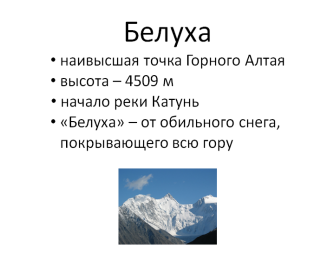 Белуха
• наивысшая точка Горного Алтая
• высота – 4509 м
• начало реки Катунь
• «Белуха» – от обильного снега,
покрывающего всю гору